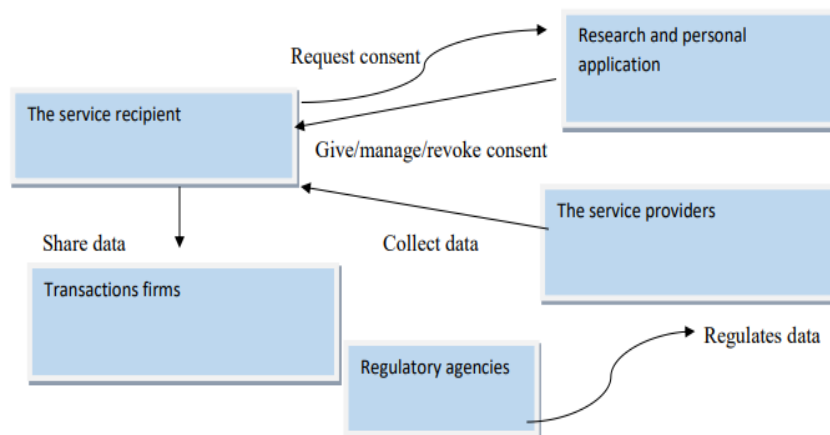 Research and personal
application
Request consent
The service recipient
Give/manage/revoke consent
The service providers
Share data
Collect data
Transactions firms
Regulates data
Regulatory agencies